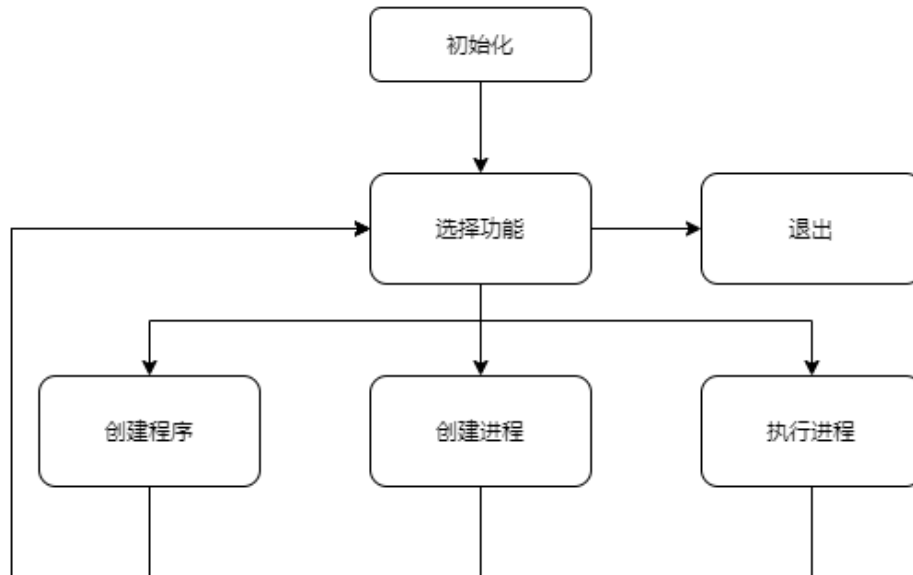 初始化
选择功能
退出
创建程序
创建进程
执行进程